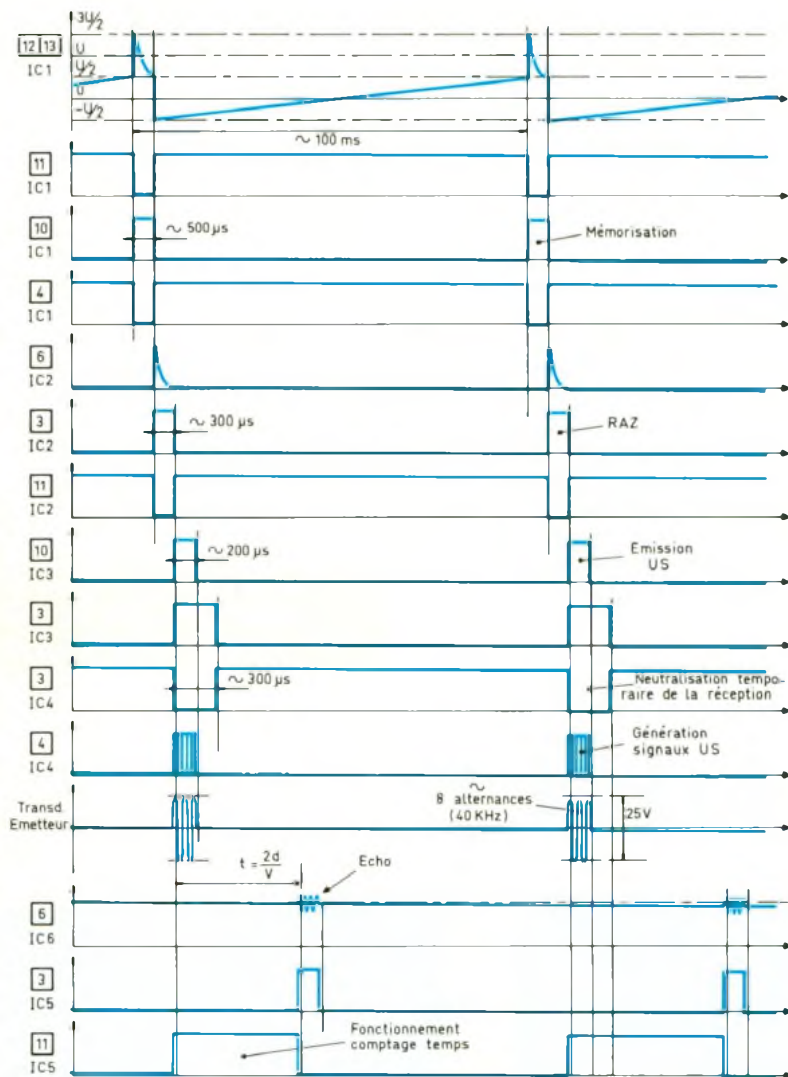 3U/2
12 13
U
IC1
U/2
U
-U/2
~ 100 ms
11
IC1
10
IC1
~ 500 µs
Mémorisation
4
IC1
6
IC2
3
IC2
~ 300 µs
RAZ
11
IC2
10
IC3
~ 200 µs
Emission
US
3
IC3
3
IC4
~ 300 µs
Neutralisation tempo-
raire de la réception
4
IC4
Génération
signaux US
Transd.
Emetteur
~
8 alternances
(40 KHz)
25V
t = 2d
V
Echo
6
IC6
3
IC5
11
IC5
Fonctionnement
comptage temps